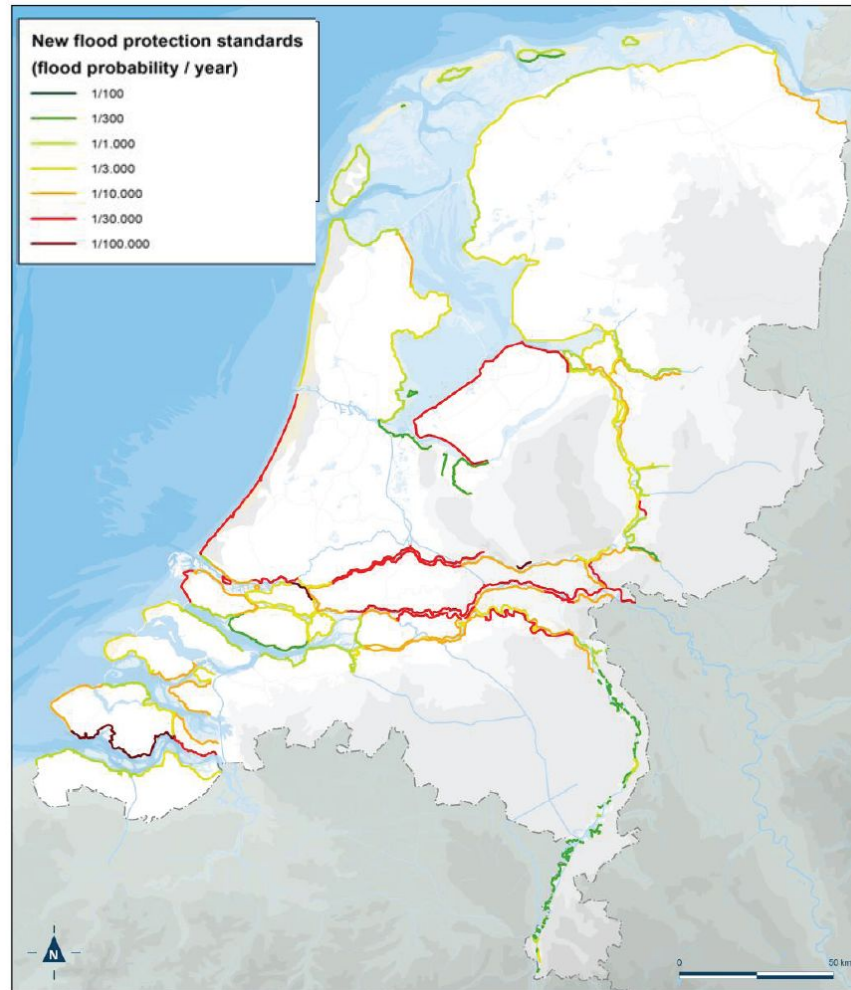 New flood protection standards
(flood probability / year)
1/100
1/300
1/1.000
1/3.000
1/10.000
1/30.000
1/100.000
N
0
50 km